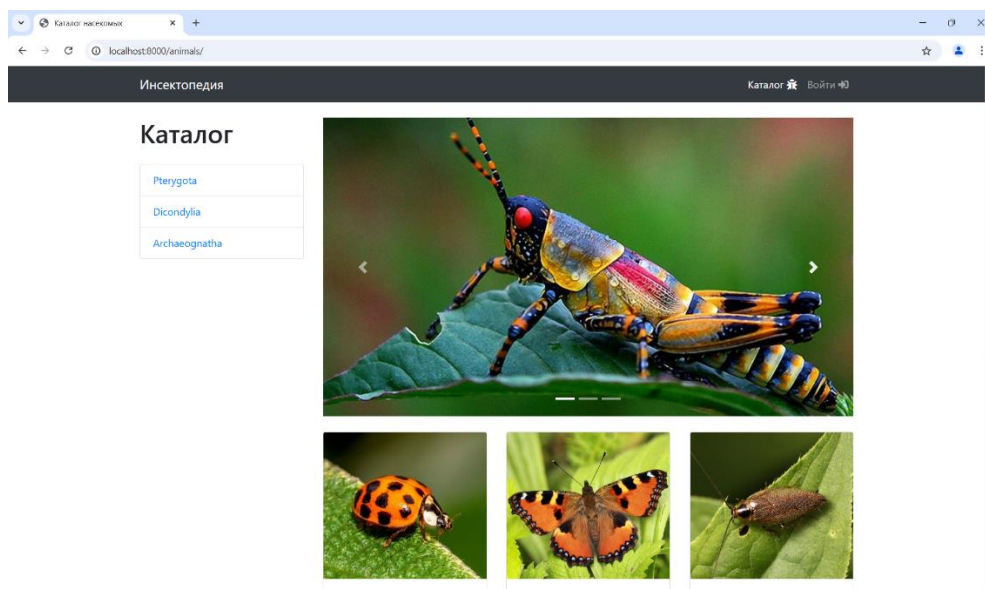 Каталог насекомых
localhost:8000/animals/
Инсектопедия
Каталог Войти
Каталог
Pterygota
Dicondylia
Archaeognatha